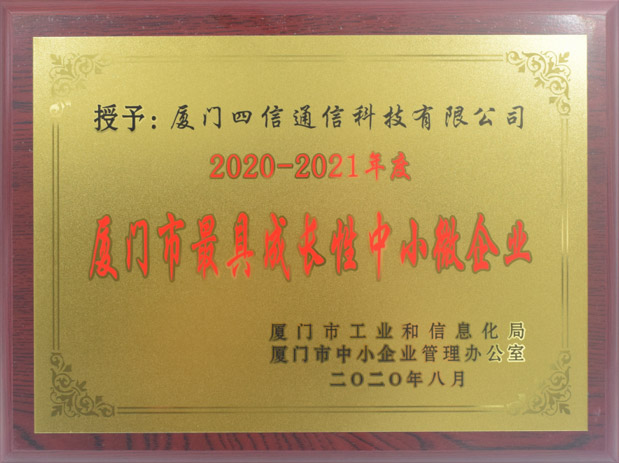 授予：厦门四信通信科技有限公司
2020-2021年度
厦门市最具成长性中小微企业
厦门市工业和信息化局
厦门市中小企业管理办公室
二〇二〇年八月